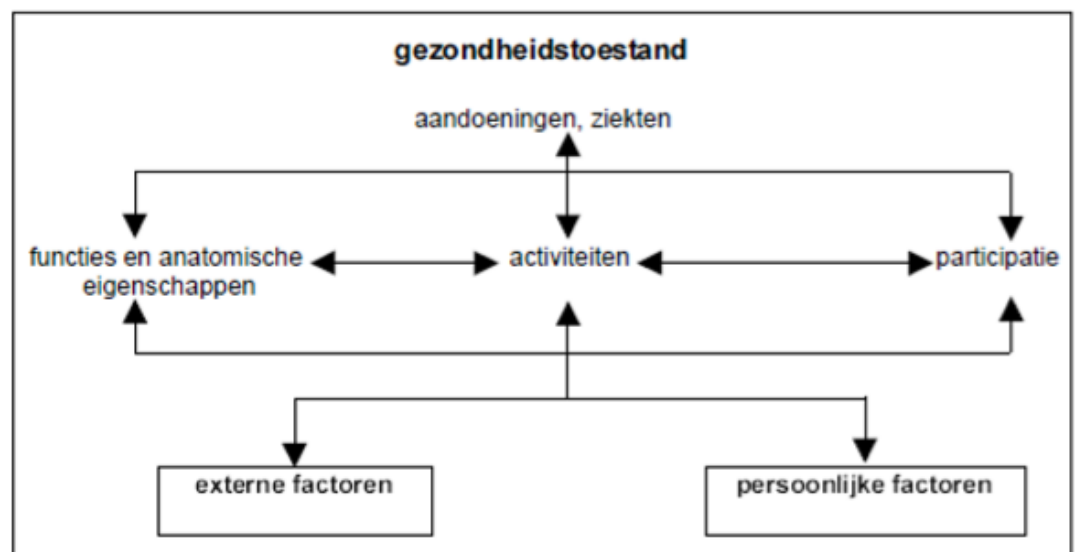 gezondheidstoestand
aandoeningen, ziekten
functies en anatomische
eigenschappen
activiteiten
participatie
externe factoren
persoonlijke factoren